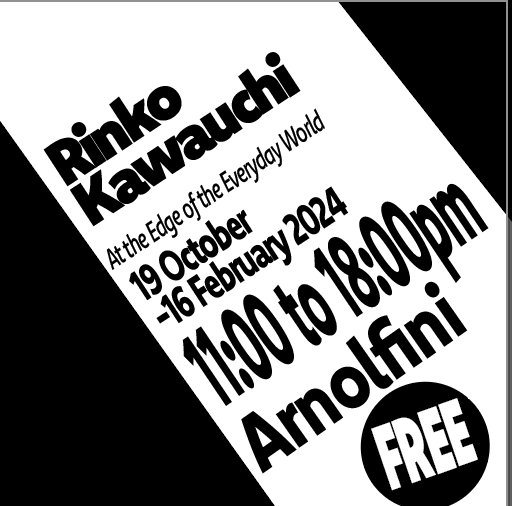 Rinko
Kawauchi
At the Edge of the Everyday World
19 October
–16 February 2024
11:00 to 18:00pm
Arnolfini
FREE